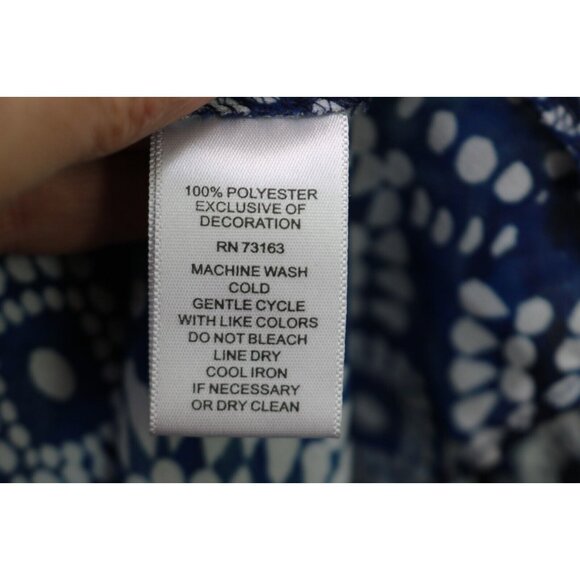 100% POLYESTER
EXCLUSIVE OF
DECORATION
RN 73163
MACHINE WASH
COLD
GENTLE CYCLE
WITH LIKE COLORS
DO NOT BLEACH
LINE DRY
COOL IRON
IF NECESSARY
OR DRY CLEAN